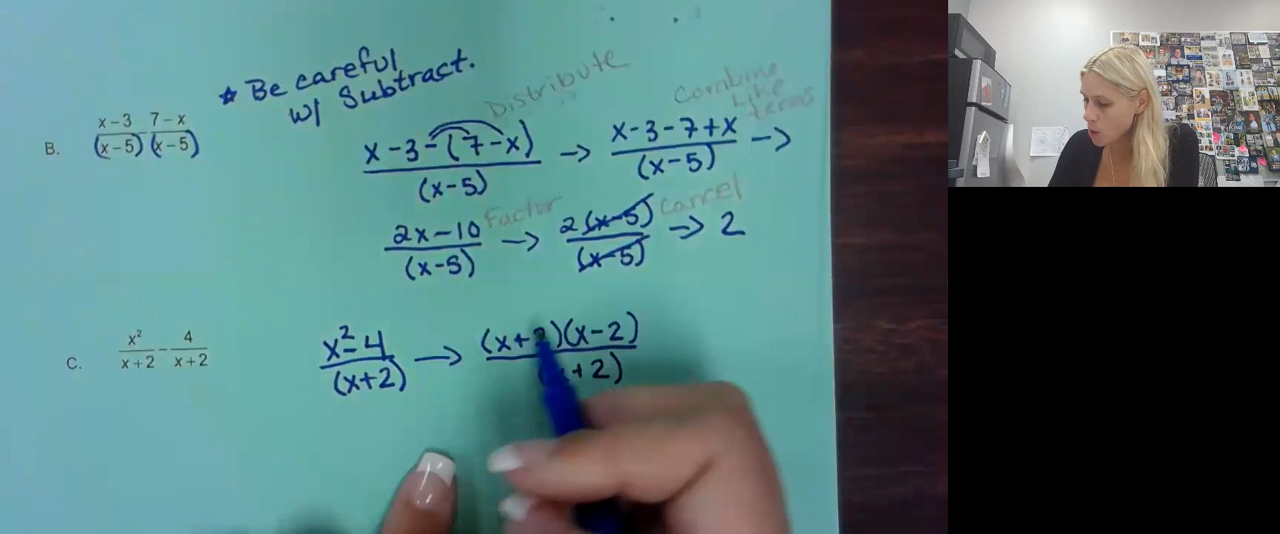 * Be careful
w/ Subtract.
Distribute
Combine
Like
terms
B. x-3/(x-5) - 7-x/(x-5)
x-3-(7-x)/(x-5) → x-3-7+x/(x-5) →
2x-10/(x-5) Factor → 2(x-5)/(x-5) Cancel → 2
C. x²/x+2 - 4/x+2
x²-4/(x+2) → (x+ )(x-2)/ +2)